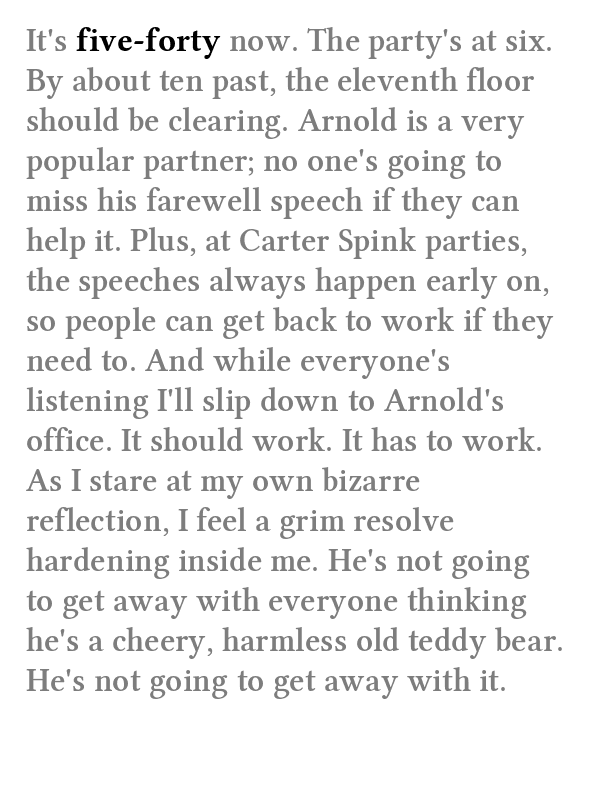 It's five-forty now. The party's at six.
By about ten past, the eleventh floor
should be clearing. Arnold is a very
popular partner; no one's going to
miss his farewell speech if they can
help it. Plus, at Carter Spink parties,
the speeches always happen early on,
so people can get back to work if they
need to. And while everyone's
listening I'll slip down to Arnold's
office. It should work. It has to work.
As I stare at my own bizarre
reflection, I feel a grim resolve
hardening inside me. He's not going
to get away with everyone thinking
he's a cheery, harmless old teddy bear.
He's not going to get away with it.